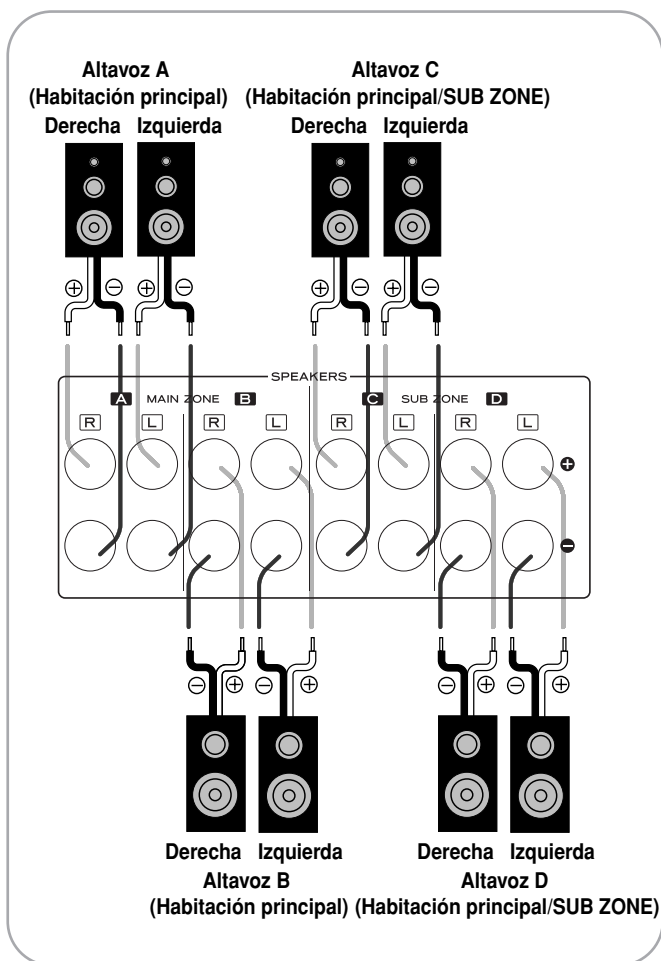 Altavoz A
(Habitación principal)
Derecha Izquierda
Altavoz C
(Habitación principal/SUB ZONE)
Derecha Izquierda
⊕ ⊖ ⊕ ⊖ ⊕ ⊖ ⊕ ⊖
SPEAKERS
A MAIN ZONE B C SUB ZONE D
R L R L R L R L
+
-
⊖ ⊕ ⊖ ⊕ ⊖ ⊕ ⊖ ⊕
Derecha Izquierda
Altavoz B
(Habitación principal)
Derecha Izquierda
Altavoz D
(Habitación principal/SUB ZONE)